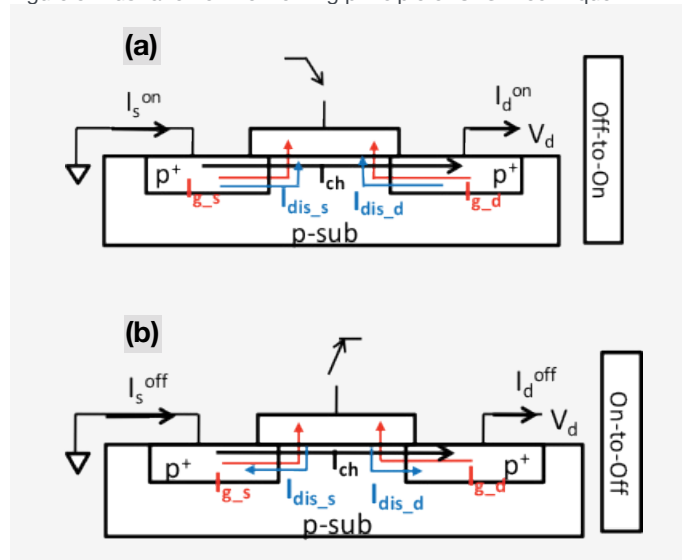 (a)
I_s^on
I_d^on
V_d
Off-to-On
p+
I_ch
p+
I_g_s
I_dis_s
I_dis_d
I_g_d
p-sub
(b)
I_s^off
I_d^off
V_d
On-to-Off
p+
I_ch
p+
I_g_s
I_dis_s
I_dis_d
I_g_d
p-sub